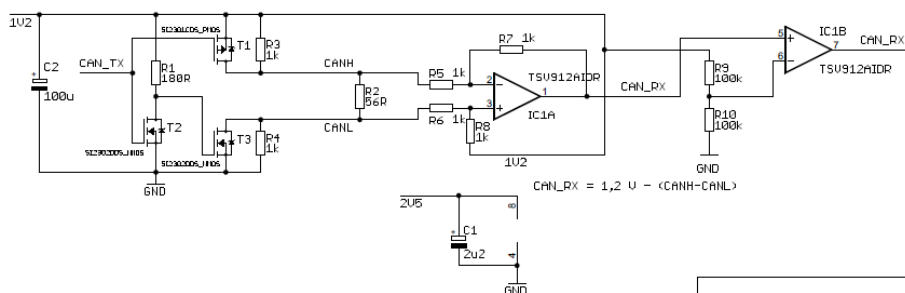 1V2
SI2301CDS_PMOS
IC1B
T1
R3
1k
R7 1k
5
7
CAN_RX
C2
CAN_TX
CANH
6
TSV912AIDR
100u
R1
180R
R5 1k
2
TSV912AIDR
R9
100k
R2
56R
3
1
CAN_RX
T2
T3
CANL
R6 1k
IC1A
R4
1k
R8
1k
R10
100k
SI2302DDS_NMOS
SI2302DDS_NMOS
1V2
GND
GND
CAN_RX = 1,2 V - (CANH-CANL)
2V5
8
C1
2u2
4
GND